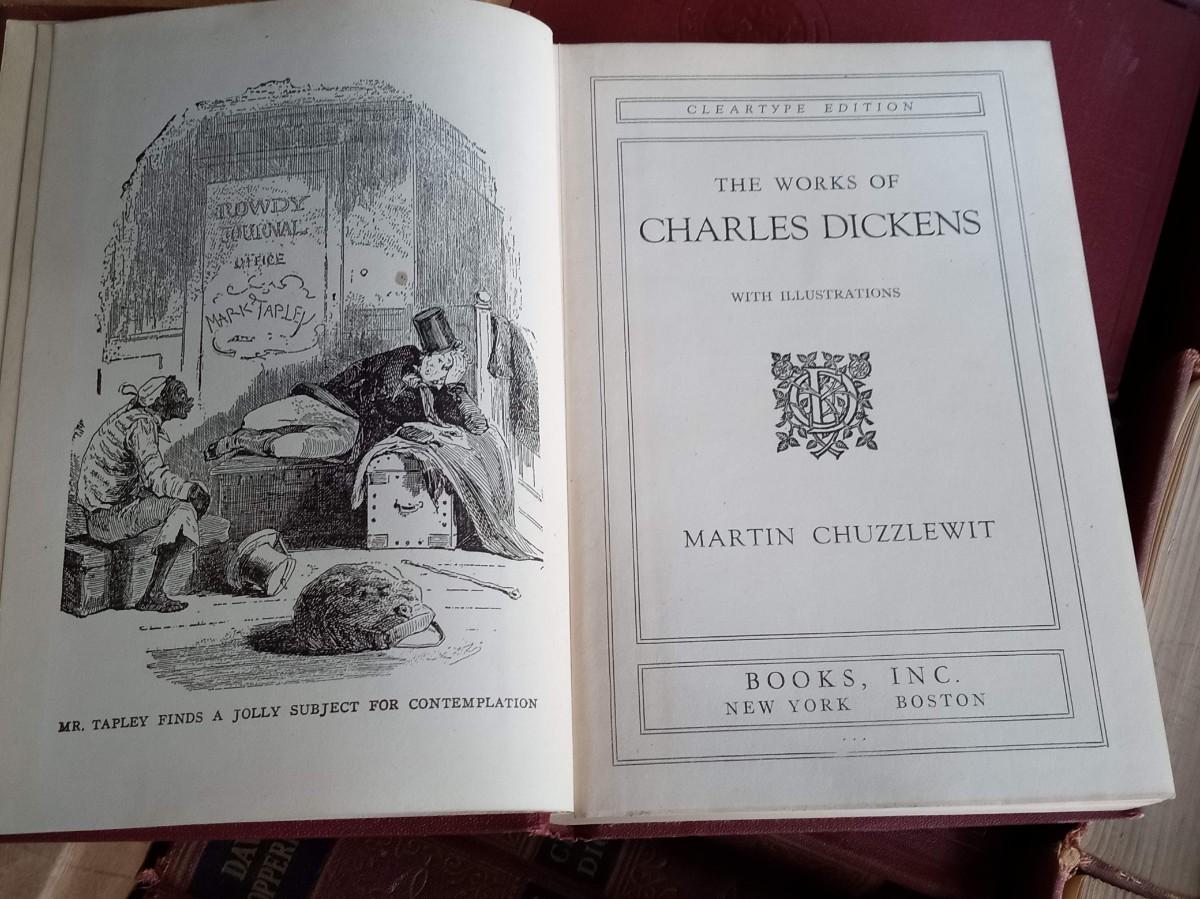 ROWDY
JOURNAL
OFFICE
MARK TAPLEY
MR. TAPLEY FINDS A JOLLY SUBJECT FOR CONTEMPLATION
CLEARTYPE EDITION
THE WORKS OF
CHARLES DICKENS
WITH ILLUSTRATIONS
CD
MARTIN CHUZZLEWIT
BOOKS, INC.
NEW YORK BOSTON